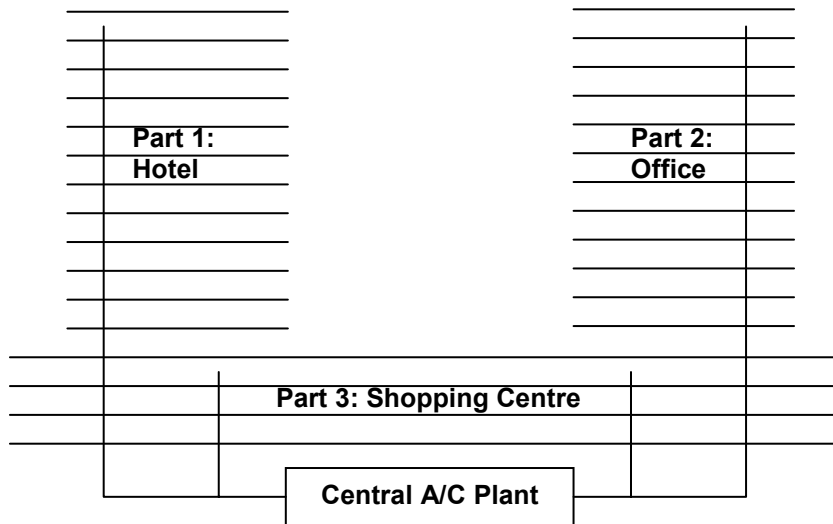 Part 1:
Hotel
Part 2:
Office
Part 3: Shopping Centre
Central A/C Plant